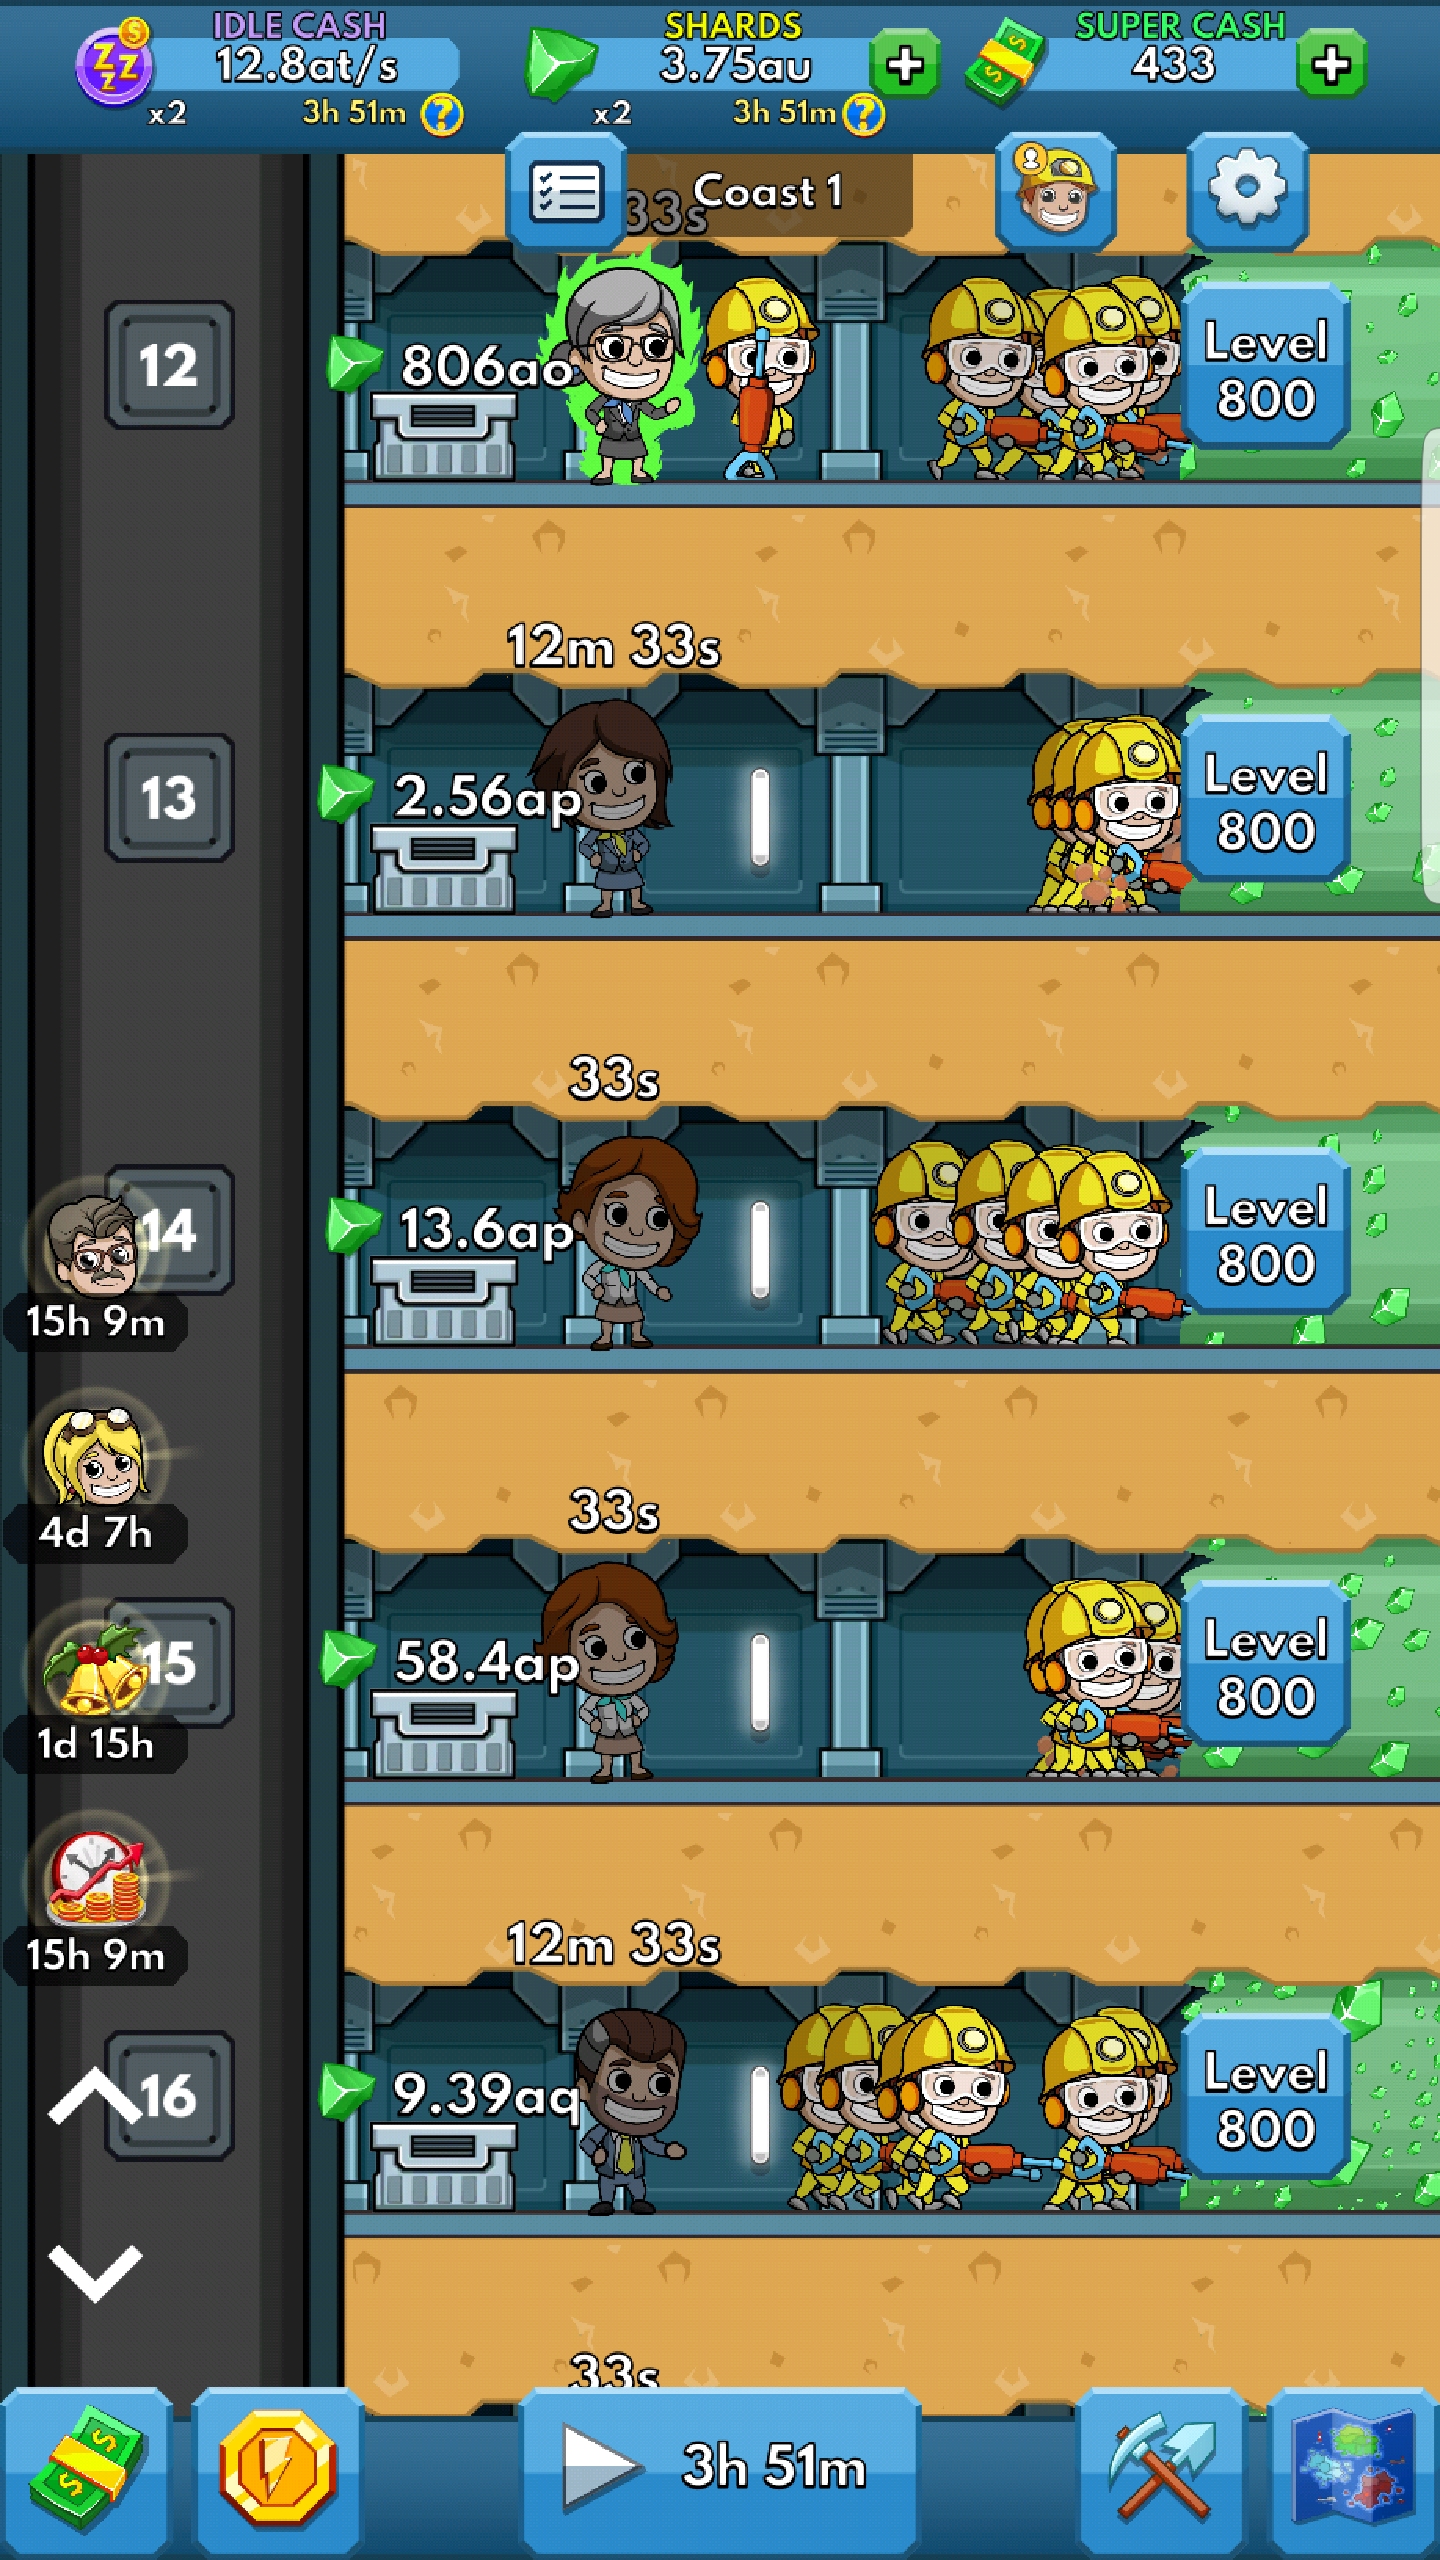 IDLE CASH
12.8at/s
x2
3h 51m
?
SHARDS
3.75au
x2
3h 51m
?
SUPER CASH
433
33s
Coast 1
12
806ao
Level
800
12m 33s
13
2.56ap
Level
800
33s
14
13.6ap
Level
800
15h 9m
4d 7h
33s
15
58.4ap
Level
800
1d 15h
15h 9m
12m 33s
16
9.39aq
Level
800
33s
3h 51m